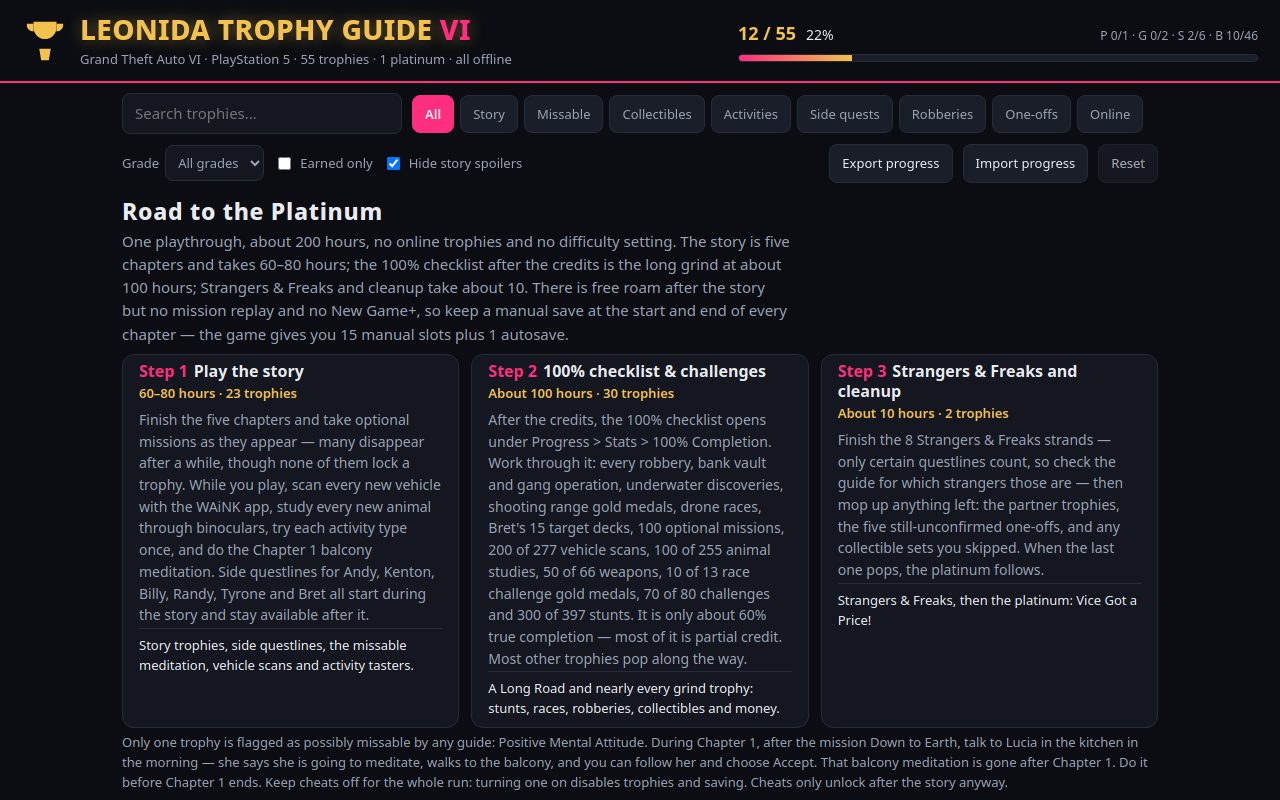 LEONIDA TROPHY GUIDE VI
Grand Theft Auto VI · PlayStation 5 · 55 trophies · 1 platinum · all offline
12 / 55 22%
P 0/1 · G 0/2 · S 2/6 · B 10/46
Search trophies...
All
Story
Missable
Collectibles
Activities
Side quests
Robberies
One-offs
Online
Grade
All grades
Earned only
Hide story spoilers
Export progress
Import progress
Reset
Road to the Platinum
One playthrough, about 200 hours, no online trophies and no difficulty setting. The story is five
chapters and takes 60–80 hours; the 100% checklist after the credits is the long grind at about
100 hours; Strangers & Freaks and cleanup take about 10. There is free roam after the story
but no mission replay and no New Game+, so keep a manual save at the start and end of every
chapter — the game gives you 15 manual slots plus 1 autosave.
Step 1 Play the story
60–80 hours · 23 trophies
Finish the five chapters and take optional
missions as they appear — many disappear
after a while, though none of them lock a
trophy. While you play, scan every new vehicle
with the WAiNK app, study every new animal
through binoculars, try each activity type
once, and do the Chapter 1 balcony
meditation. Side questlines for Andy, Kenton,
Billy, Randy, Tyrone and Bret all start during
the story and stay available after it.
Story trophies, side questlines, the missable
meditation, vehicle scans and activity tasters.
Step 2 100% checklist & challenges
About 100 hours · 30 trophies
After the credits, the 100% checklist opens
under Progress > Stats > 100% Completion.
Work through it: every robbery, bank vault
and gang operation, underwater discoveries,
shooting range gold medals, drone races,
Bret's 15 target decks, 100 optional missions,
200 of 277 vehicle scans, 100 of 255 animal
studies, 50 of 66 weapons, 10 of 13 race
challenge gold medals, 70 of 80 challenges
and 300 of 397 stunts. It is only about 60%
true completion — most of it is partial credit.
Most other trophies pop along the way.
A Long Road and nearly every grind trophy:
stunts, races, robberies, collectibles and money.
Step 3 Strangers & Freaks and
cleanup
About 10 hours · 2 trophies
Finish the 8 Strangers & Freaks strands —
only certain questlines count, so check the
guide for which strangers those are — then
mop up anything left: the partner trophies,
the five still-unconfirmed one-offs, and any
collectible sets you skipped. When the last
one pops, the platinum follows.
Strangers & Freaks, then the platinum: Vice Got a
Price!
Only one trophy is flagged as possibly missable by any guide: Positive Mental Attitude. During Chapter 1, after the mission Down to Earth, talk to Lucia in the kitchen in
the morning — she says she is going to meditate, walks to the balcony, and you can follow her and choose Accept. That balcony meditation is gone after Chapter 1. Do it
before Chapter 1 ends. Keep cheats off for the whole run: turning one on disables trophies and saving. Cheats only unlock after the story anyway.